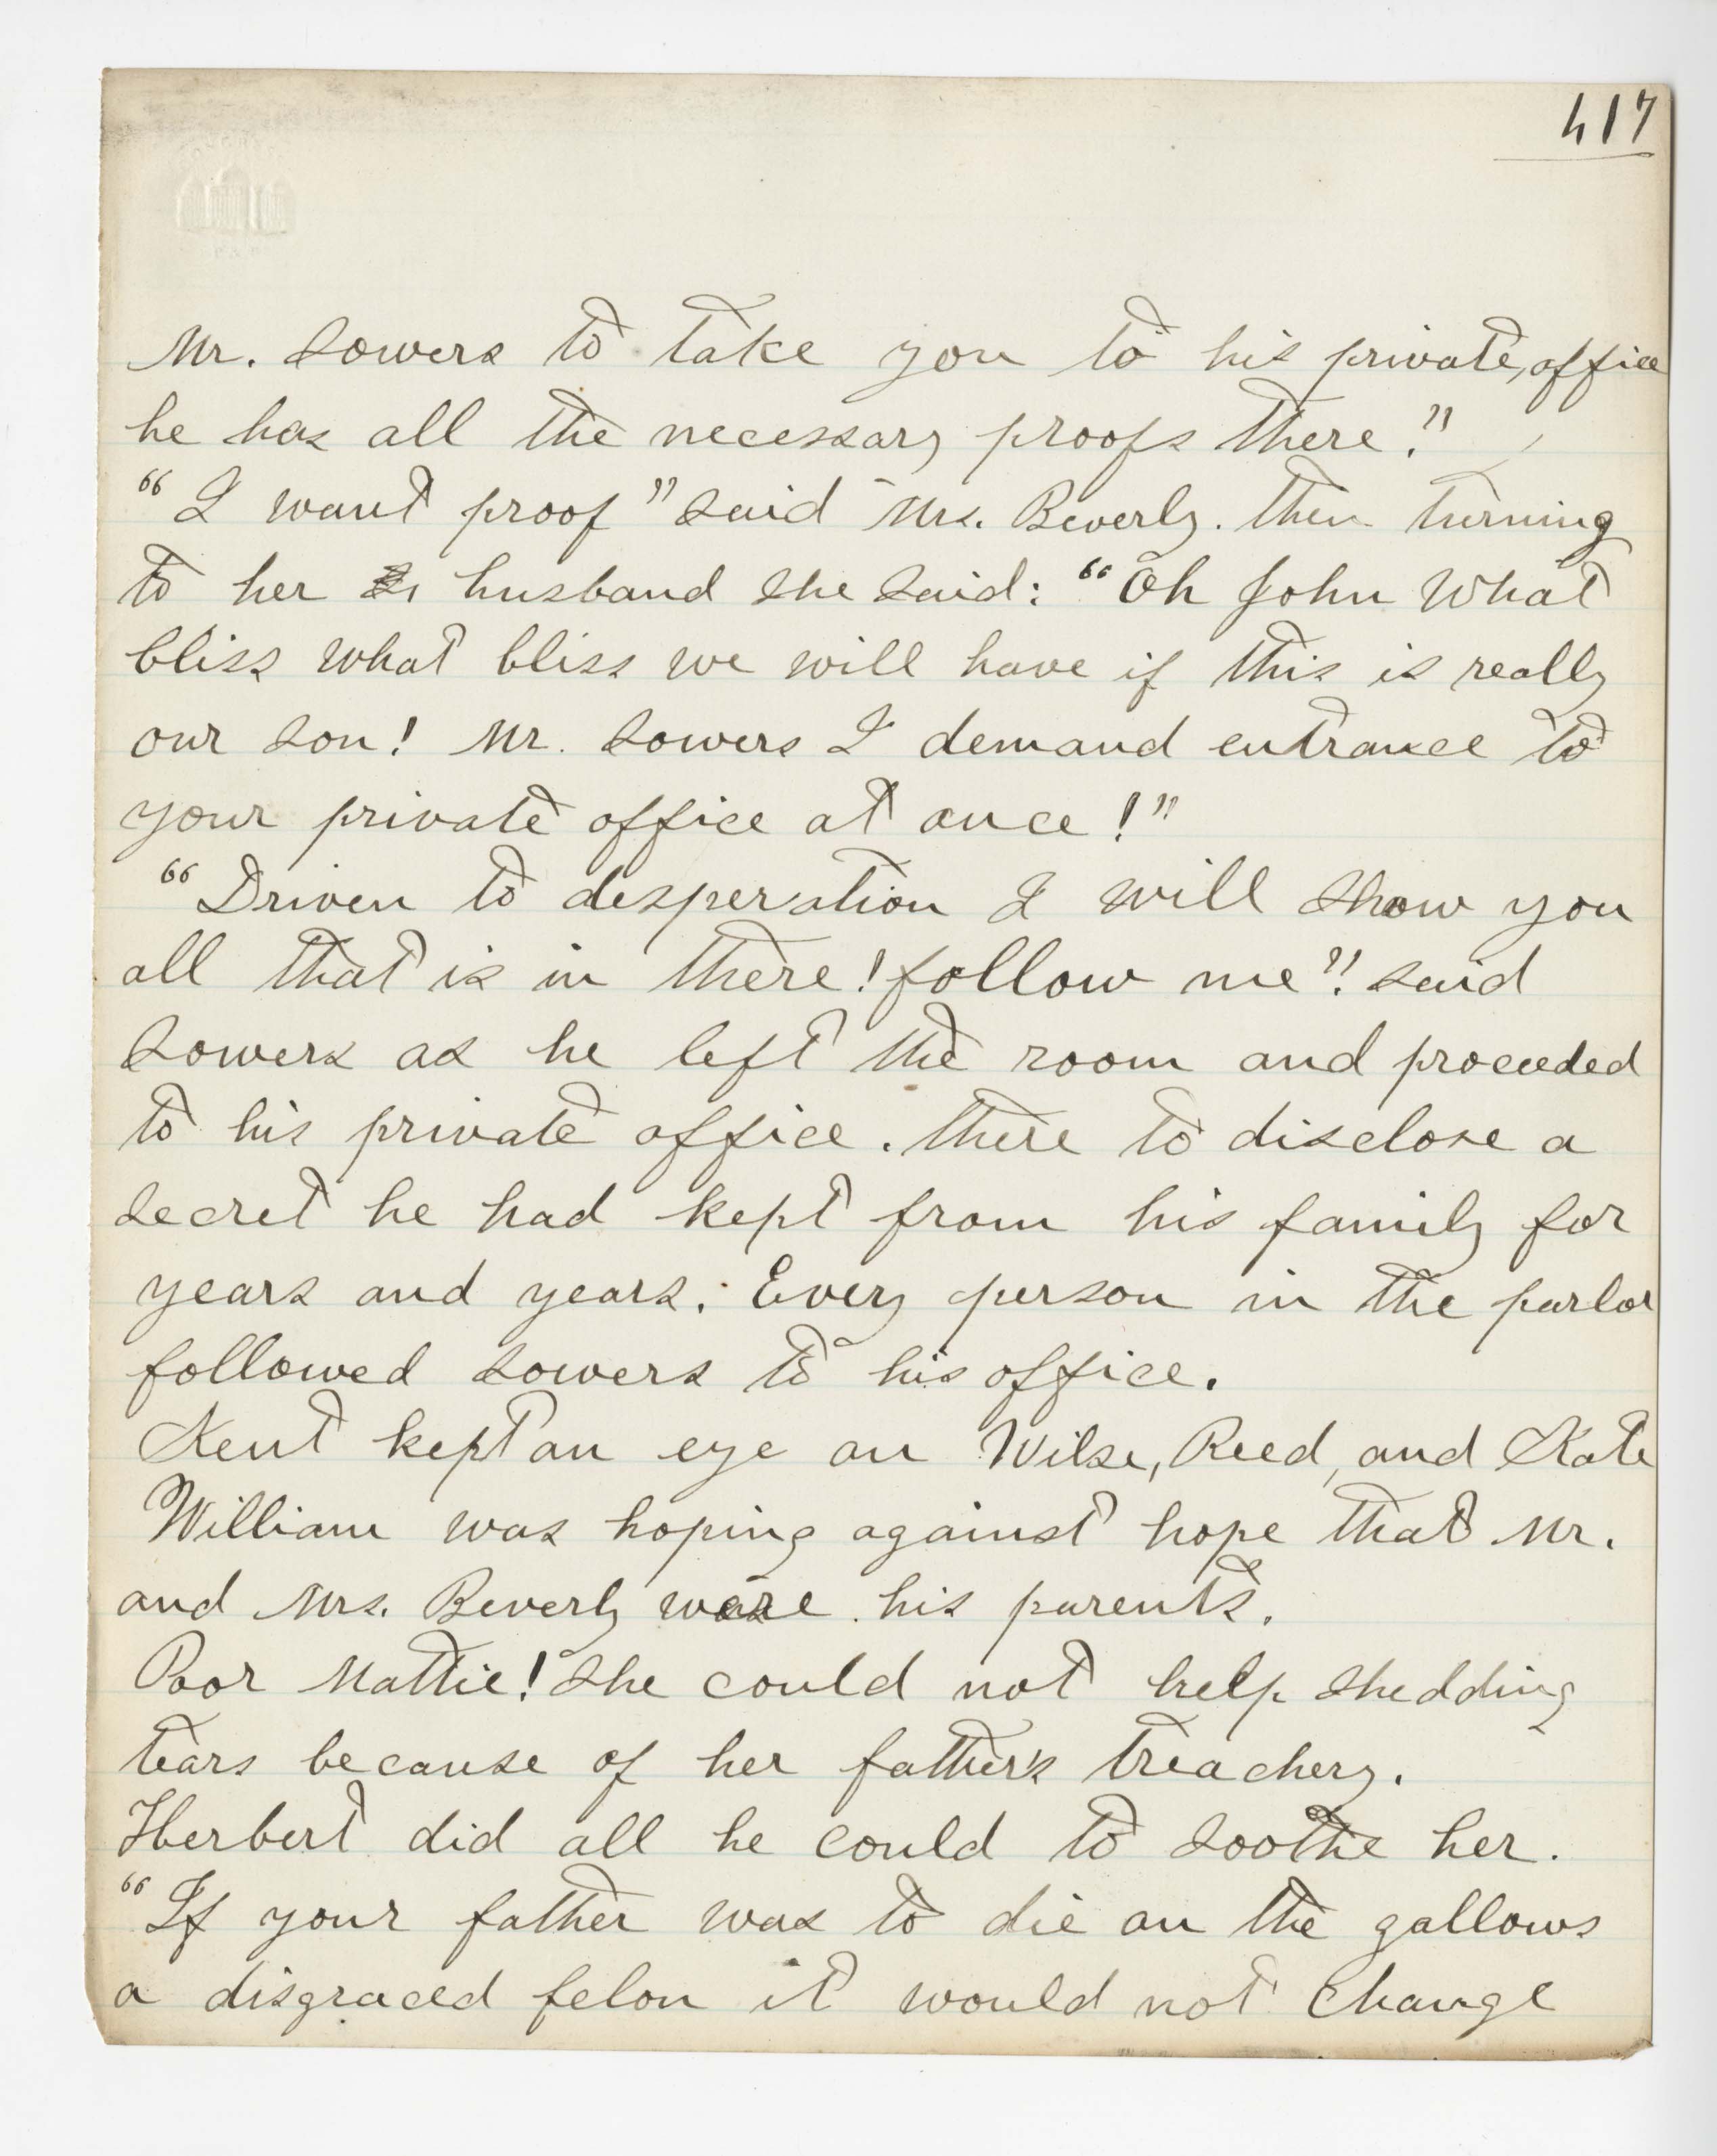 417
Mr. Sowers to take you to his private, office
he has all the necessary proofs there."
"I want proof" said Mrs. Beverly. then turning
to her husband she said: "Oh John What
bliss what bliss we will have if this is really
our son! Mr. Sowers I demand entrance to
your private office at once!"
"Driven to desperation I will show you
all that is in there! follow me". said
Sowers as he left the room and proceeded
to his private office. there to disclose a
secret he had kept from his family for
years and years. Every person in the parlor
followed Sowers to his office.
Kent kept an eye on Wilse, Reed, and Kate
William was hoping against hope that Mr.
and Mrs. Beverly were his parents.
Poor Mattie! She could not help shedding
tears because of her father's treachery.
Herbert did all he could to soothe her.
"If your father was to die on the gallows
a disgraced felon it would not change